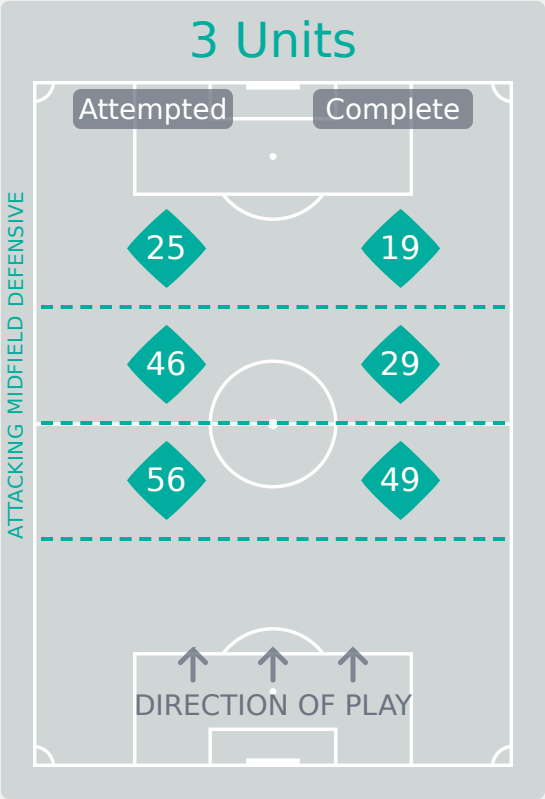 3 Units
Attempted Complete
25 19
46 29
56 49
ATTACKING MIDFIELD DEFENSIVE
DIRECTION OF PLAY